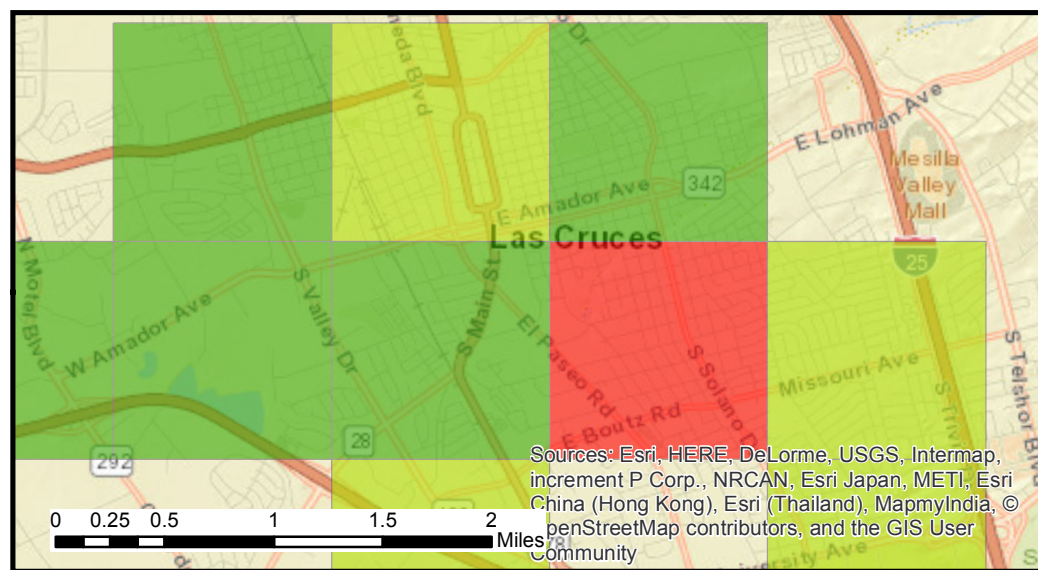 E Lohman Ave
Mesilla
Valley
Mall
342
E Amador Ave
Las Cruces
25
N Motel Blvd
S Valley Dr
S Main St
W Amador Ave
El Paseo Rd
S Solano D
Missouri Ave
E Boutz Rd
S Telshor Blvd
28
292
Sources: Esri, HERE, DeLorme, USGS, Intermap,
increment P Corp., NRCAN, Esri Japan, METI, Esri
China (Hong Kong), Esri (Thailand), MapmyIndia, ©
OpenStreetMap contributors, and the GIS User
Community
0 0.25 0.5 1 1.5 2
Miles